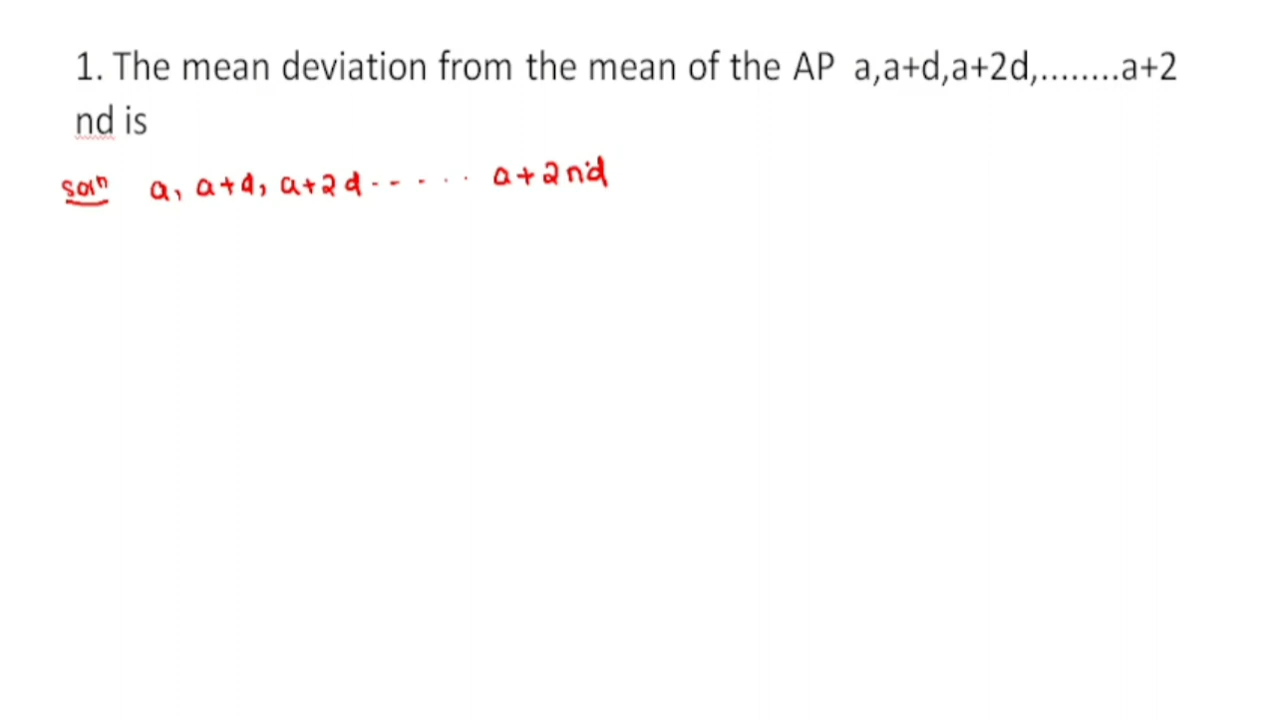 1. The mean deviation from the mean of the AP a,a+d,a+2d,........a+2
nd is
Soln a, a+d, a+2d...... a+2nd